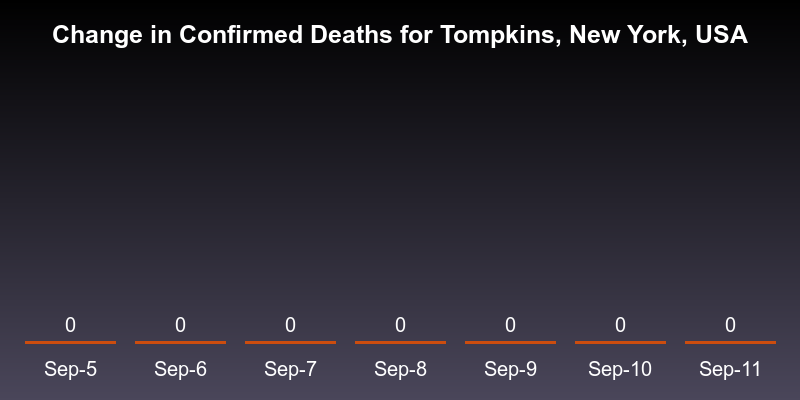 Change in Confirmed Deaths for Tompkins, New York, USA
0 0 0 0 0 0 0
Sep-5 Sep-6 Sep-7 Sep-8 Sep-9 Sep-10 Sep-11